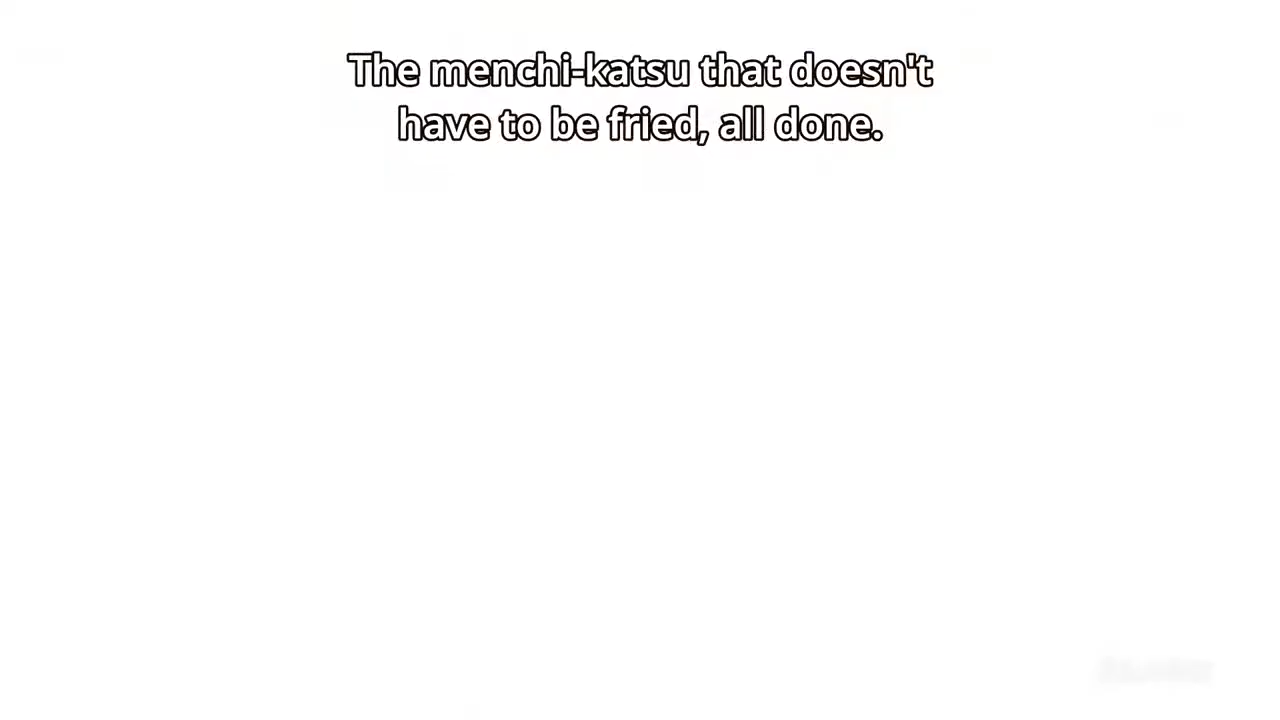 The menchi-katsu that doesn't
have to be fried, all done.